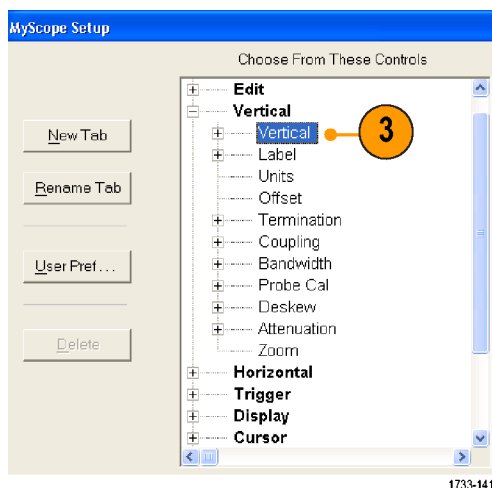 MyScope Setup
Choose From These Controls
Edit
Vertical
Vertical
3
Label
Units
Offset
Termination
Coupling
Bandwidth
Probe Cal
Deskew
Attenuation
Zoom
Horizontal
Trigger
Display
Cursor
New Tab
Rename Tab
User Pref...
Delete
1733-141